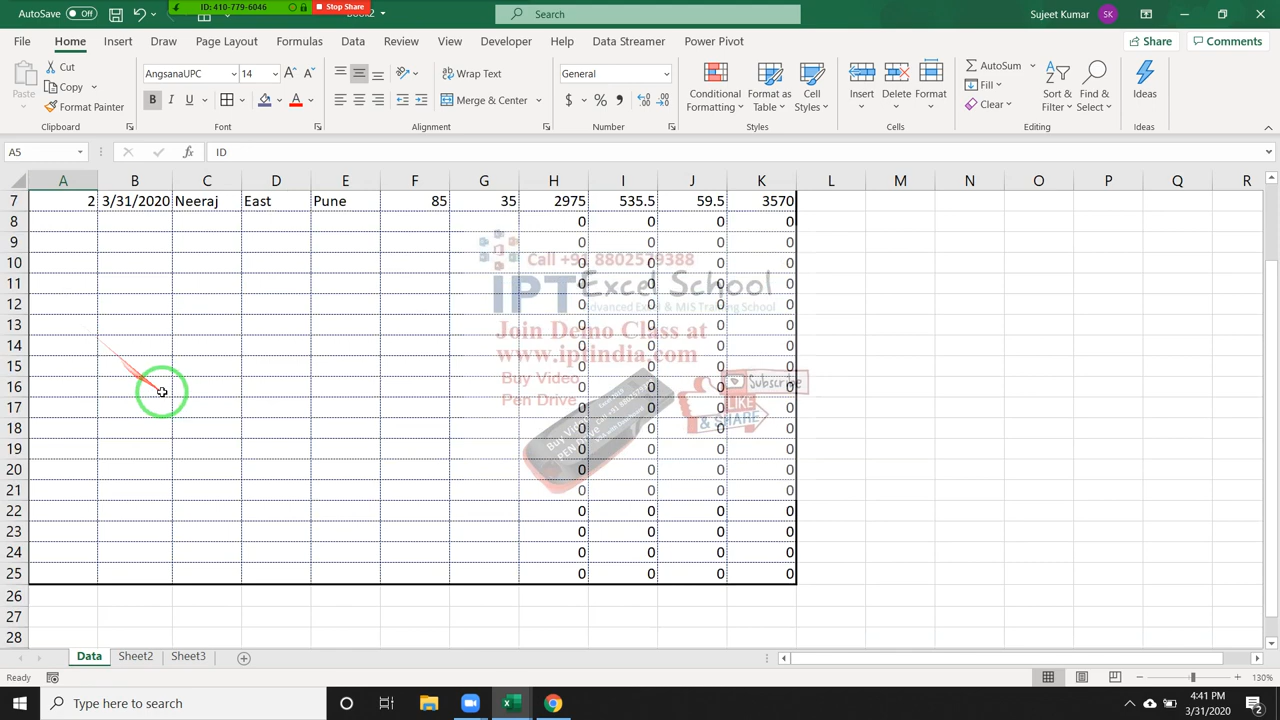 AutoSave Off Book2 ID: 410-779-6046 Stop Share Search Sujeet Kumar SK
File Home Insert Draw Page Layout Formulas Data Review View Developer Help Data Streamer Power Pivot Share Comments
Paste Cut Copy Format Painter Clipboard
AngsanaUPC 14 B I U A Font
Wrap Text Merge & Center Alignment
General $ % , Number
Conditional Formatting Format as Table Cell Styles Styles
Insert Delete Format Cells
AutoSum Fill Clear Sort & Filter Find & Select Editing
Ideas Ideas
A5 fx ID
A B C D E F G H I J K L M N O P Q R
7 2 3/31/2020 Neeraj East Pune 85 35 2975 535.5 59.5 3570
8 0 0 0 0
9 0 0 0 0
10 0 0 0 0
11 0 0 0 0
12 0 0 0 0
13 0 0 0 0
14 0 0 0 0
15 0 0 0 0
16 0 0 0 0
17 0 0 0 0
18 0 0 0 0
19 0 0 0 0
20 0 0 0 0
21 0 0 0 0
22 0 0 0 0
23 0 0 0 0
24 0 0 0 0
25 0 0 0 0
26
27
28
Call +91 8802579388
IPT Excel School
Advanced Excel & MIS Training School
Join Demo Class at
www.iptindia.com
Buy Video
Pen Drive
Buy Video
PEN DRIVE
Subscribe
LIKE
& SHARE
Data Sheet2 Sheet3
Ready 130%
Type here to search 4:41 PM
3/31/2020 2